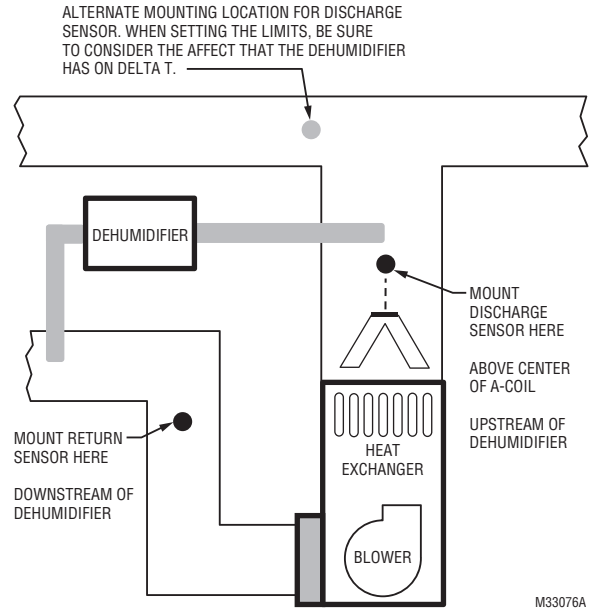 ALTERNATE MOUNTING LOCATION FOR DISCHARGE
SENSOR. WHEN SETTING THE LIMITS, BE SURE
TO CONSIDER THE AFFECT THAT THE DEHUMIDIFIER
HAS ON DELTA T.
DEHUMIDIFIER
MOUNT
DISCHARGE
SENSOR HERE
ABOVE CENTER
OF A-COIL
UPSTREAM OF
DEHUMIDIFIER
MOUNT RETURN
SENSOR HERE
DOWNSTREAM OF
DEHUMIDIFIER
HEAT
EXCHANGER
BLOWER
M33076A